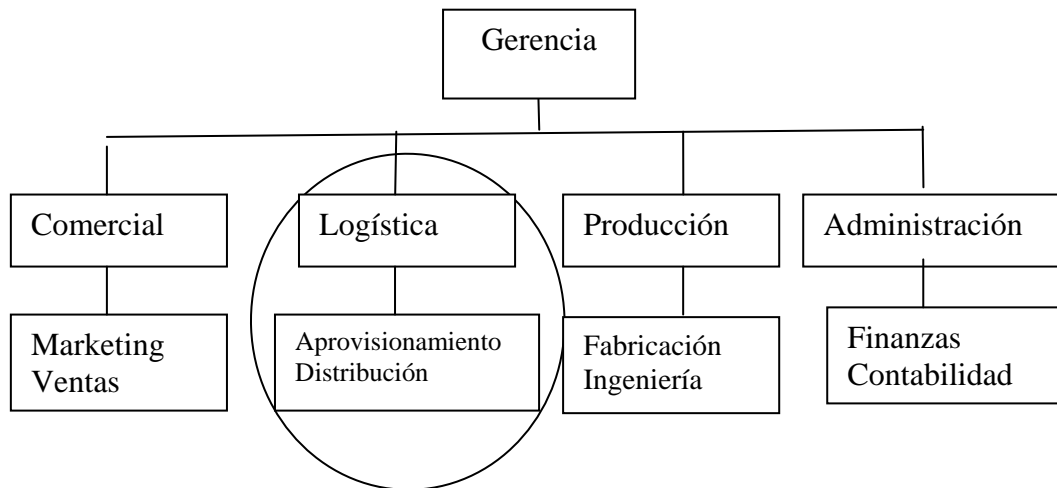 Gerencia
Comercial
Logística
Producción
Administración
Marketing
Ventas
Aprovisionamiento
Distribución
Fabricación
Ingeniería
Finanzas
Contabilidad